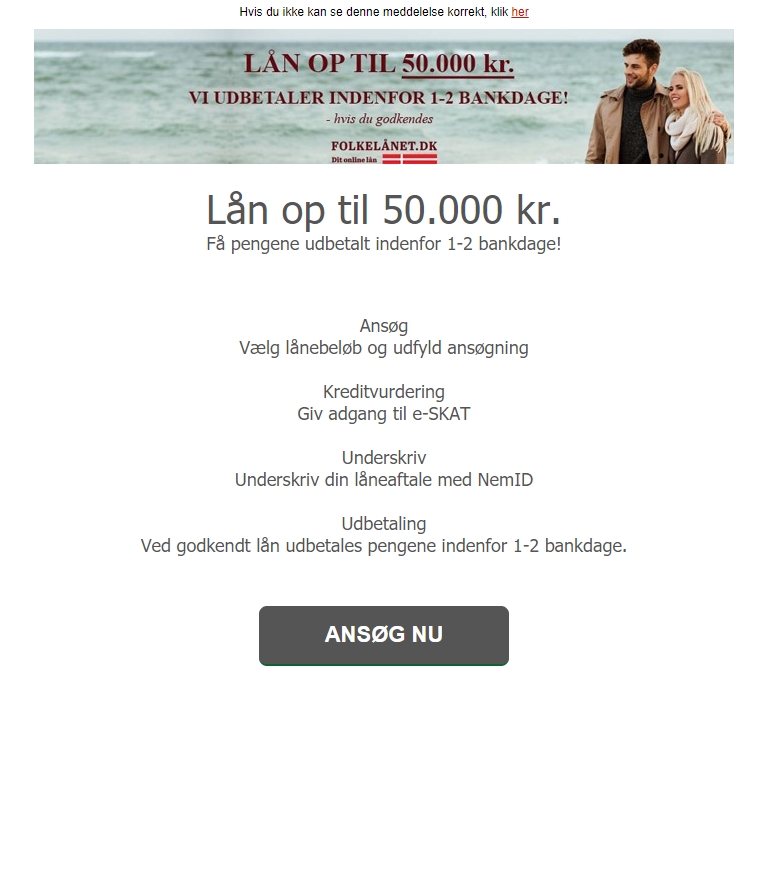 Hvis du ikke kan se denne meddelelse korrekt, klik her
LÅN OP TIL 50.000 kr.
VI UDBETALER INDENFOR 1-2 BANKDAGE!
- hvis du godkendes
FOLKELÅNET.DK
Dit online lån
Lån op til 50.000 kr.
Få pengene udbetalt indenfor 1-2 bankdage!
Ansøg
Vælg lånebeløb og udfyld ansøgning
Kreditvurdering
Giv adgang til e-SKAT
Underskriv
Underskriv din låneaftale med NemID
Udbetaling
Ved godkendt lån udbetales pengene indenfor 1-2 bankdage.
ANSØG NU